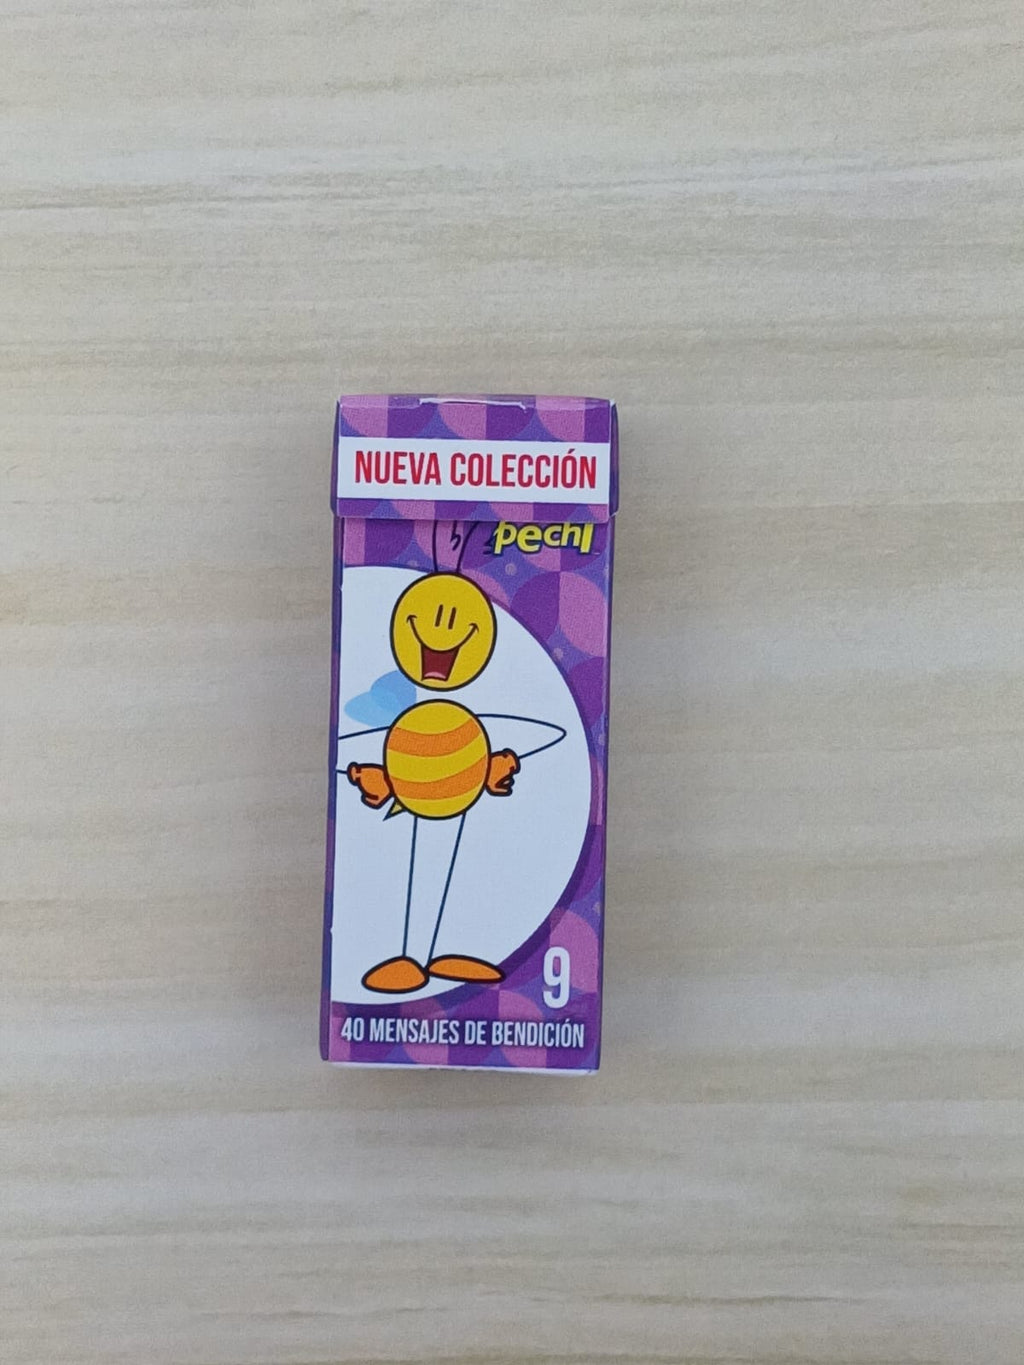 NUEVA COLECCIÓN
pechi
9
40 MENSAJES DE BENDICIÓN